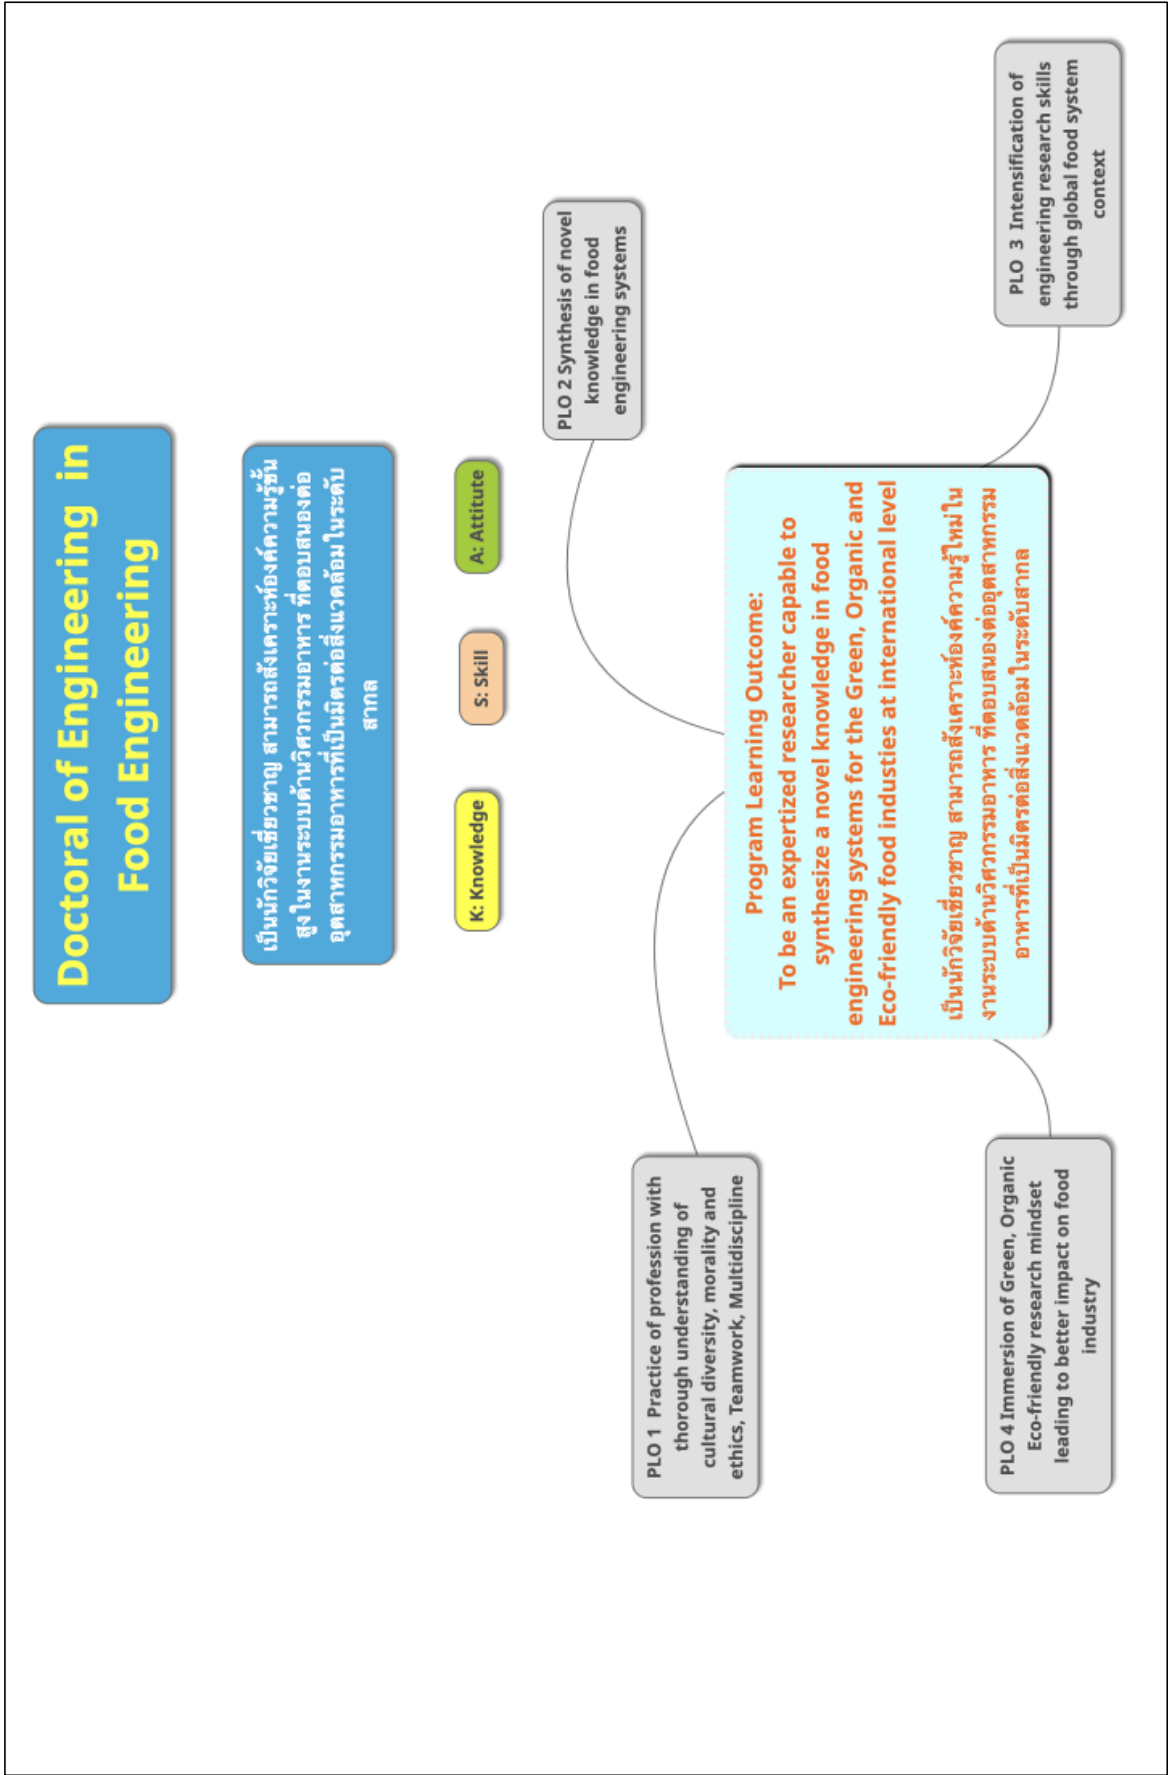 Doctoral of Engineering in
Food Engineering
เป็นนักวิจัยเชี่ยวชาญ สามารถสังเคราะห์องค์ความรู้ขั้น
สูงในงานระบบด้านวิศวกรรมอาหาร ที่ตอบสนองต่อ
อุตสาหกรรมอาหารที่เป็นมิตรต่อสิ่งแวดล้อมในระดับ
สากล
K: Knowledge
S: Skill
A: Attitute
PLO 1 Practice of profession with
thorough understanding of
cultural diversity, morality and
ethics, Teamwork, Multidiscipline
PLO 2 Synthesis of novel
knowledge in food
engineering systems
Program Learning Outcome:
To be an expertized researcher capable to
synthesize a novel knowledge in food
engineering systems for the Green, Organic and
Eco-friendly food industies at international level
เป็นนักวิจัยเชี่ยวชาญ สามารถสังเคราะห์องค์ความรู้ใหม่ใน
งานระบบด้านวิศวกรรมอาหาร ที่ตอบสนองต่ออุตสาหกรรม
อาหารที่เป็นมิตรต่อสิ่งแวดล้อมในระดับสากล
PLO 4 Immersion of Green, Organic
Eco-friendly research mindset
leading to better impact on food
industry
PLO 3 Intensification of
engineering research skills
through global food system
context